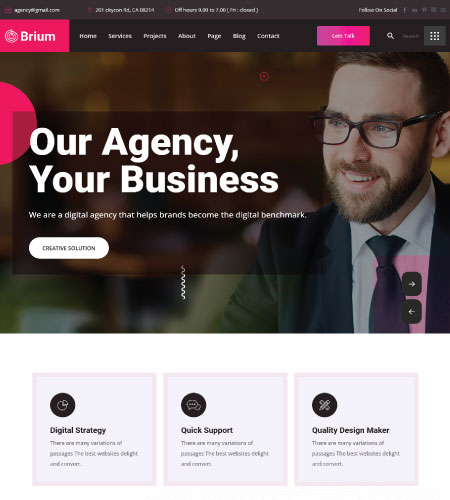 agency@gmail.com
201 citycon Rd, CA 08214
Off hours 9.00 to 7.00 [ Fri : closed ]
Follow On Social
Brium
Home
Services
Projects
About
Page
Blog
Contact
Lets Talk
Search
Our Agency,
Your Business
We are a digital agency that helps brands become the digital benchmark.
CREATIVE SOLUTION
Digital Strategy
There are many variations of
passages The best websites delight
and convert.
Quick Support
There are many variations of
passages The best websites delight
and convert.
Quality Design Maker
There are many variations of
passages The best websites delight
and convert.